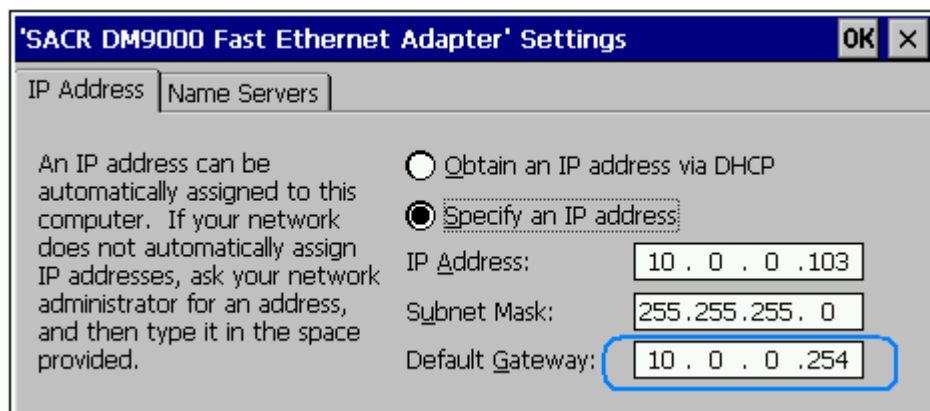 'SACR DM9000 Fast Ethernet Adapter' Settings OK ×
IP Address Name Servers
An IP address can be
automatically assigned to this
computer. If your network
does not automatically assign
IP addresses, ask your network
administrator for an address,
and then type it in the space
provided.
Obtain an IP address via DHCP
Specify an IP address
IP Address: 10 . 0 . 0 .103
Subnet Mask: 255.255.255. 0
Default Gateway: 10 . 0 . 0 .254